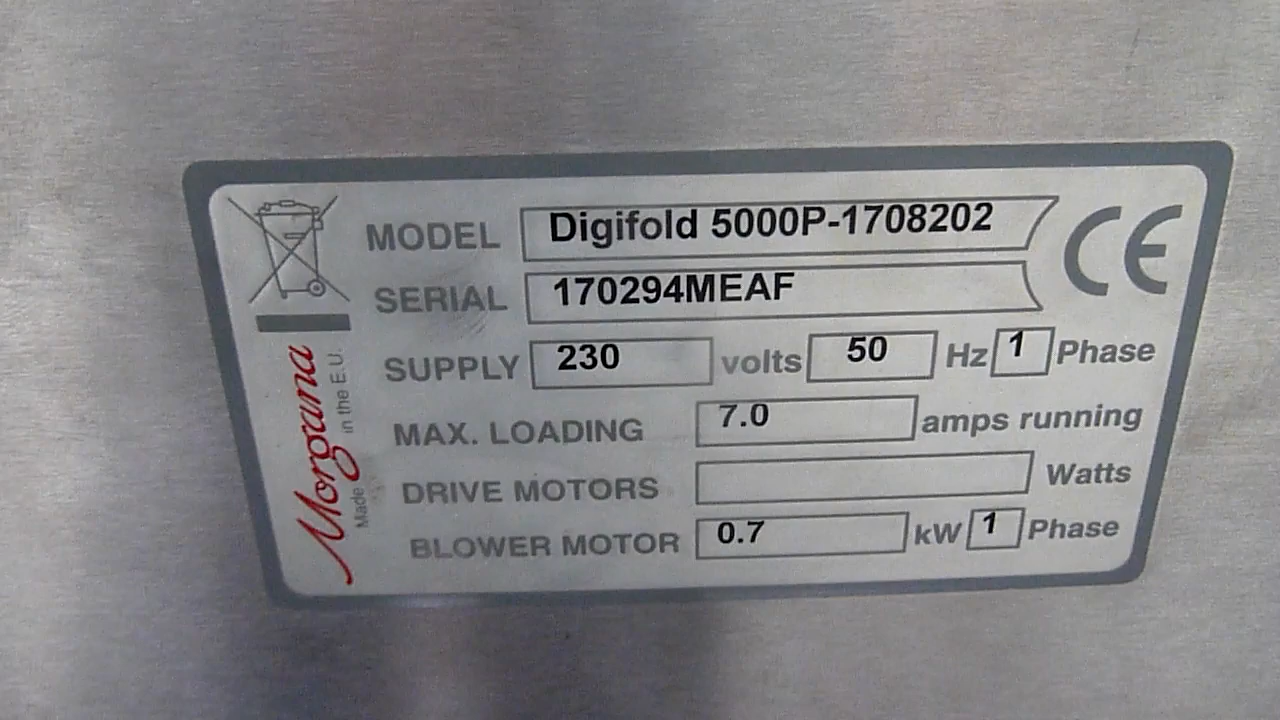 MODEL Digifold 5000P-1708202
SERIAL 170294MEAF
SUPPLY 230 volts 50 Hz 1 Phase
MAX. LOADING 7.0 amps running
DRIVE MOTORS Watts
BLOWER MOTOR 0.7 kW 1 Phase
CE
Morgana
Made in the E.U.